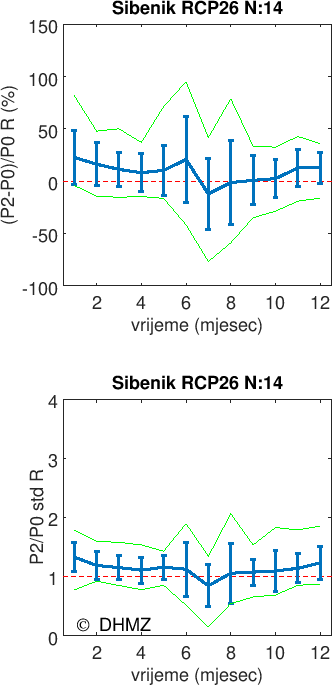 Sibenik RCP26 N:14
(P2-P0)/P0 R (%)
150
100
50
0
-50
-100
2 4 6 8 10 12
vrijeme (mjesec)
Sibenik RCP26 N:14
P2/P0 std R
4
3
2
1
0
© DHMZ
2 4 6 8 10 12
vrijeme (mjesec)